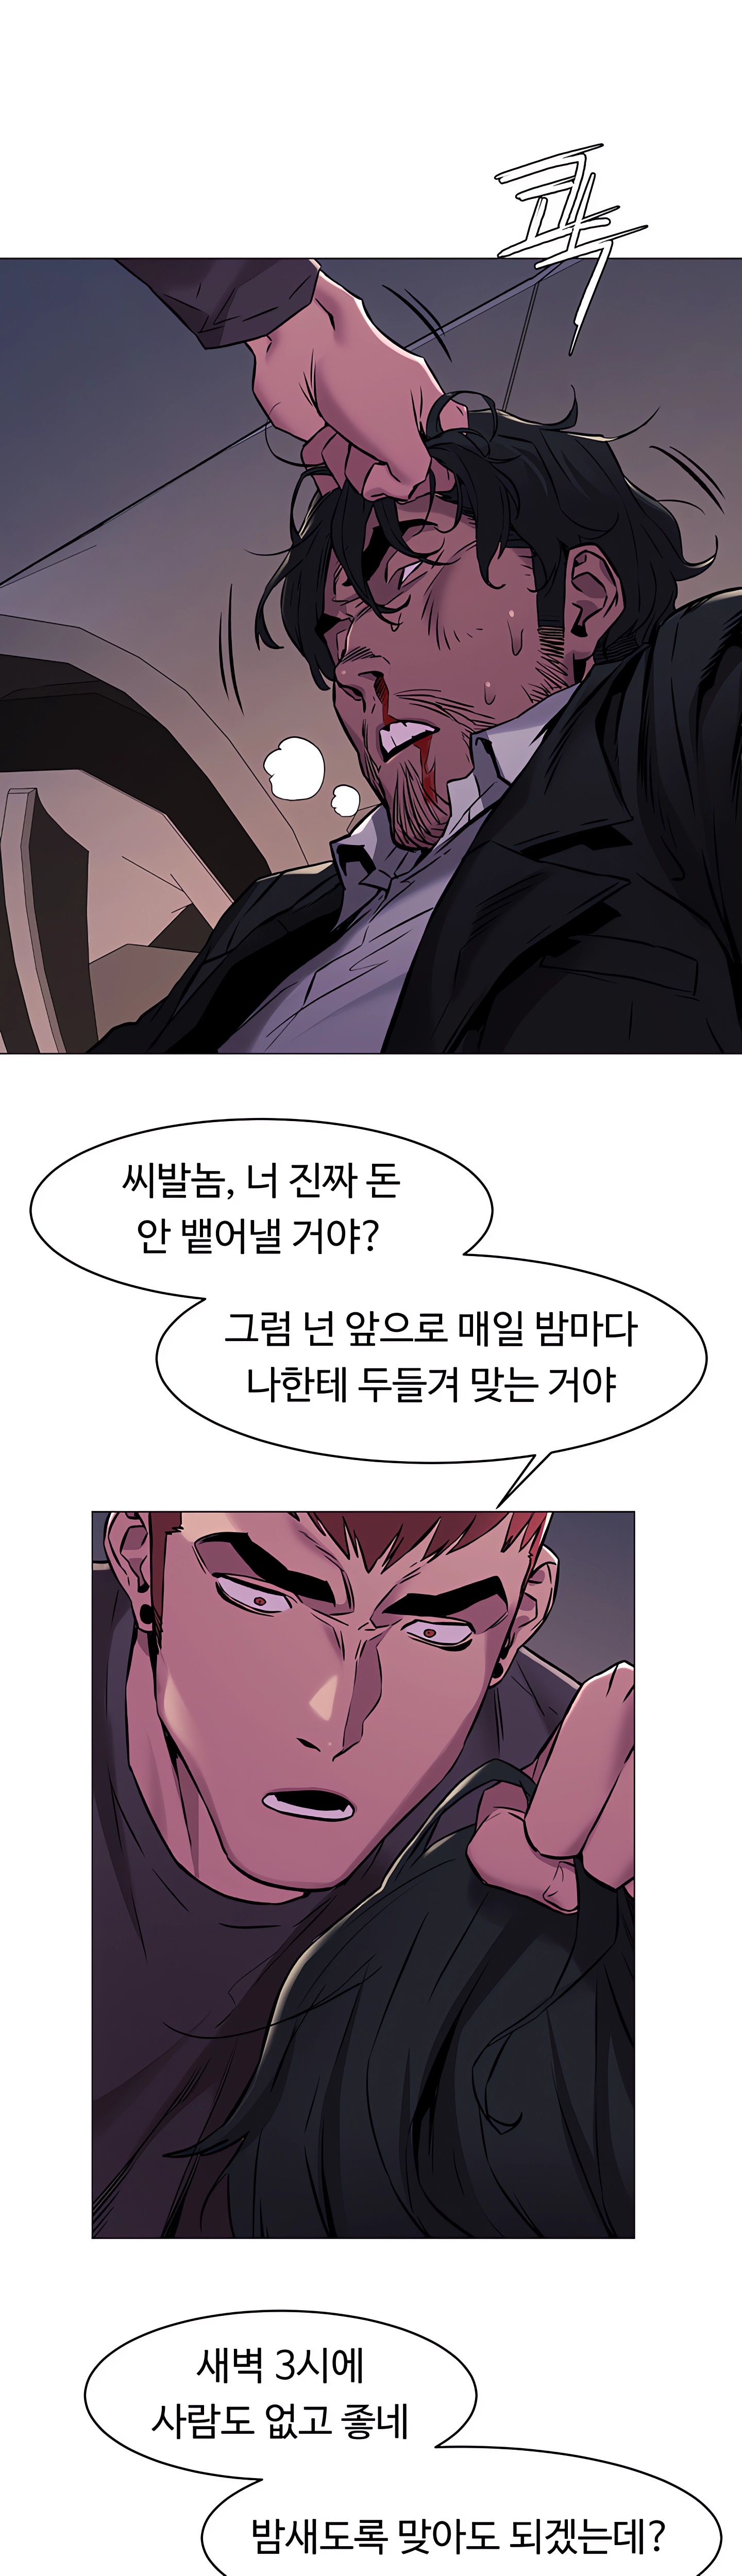 콱
씨발놈, 너 진짜 돈
안 뱉어낼 거야?
그럼 넌 앞으로 매일 밤마다
나한테 두들겨 맞는 거야
새벽 3시에
사람도 없고 좋네
밤새도록 맞아도 되겠는데?